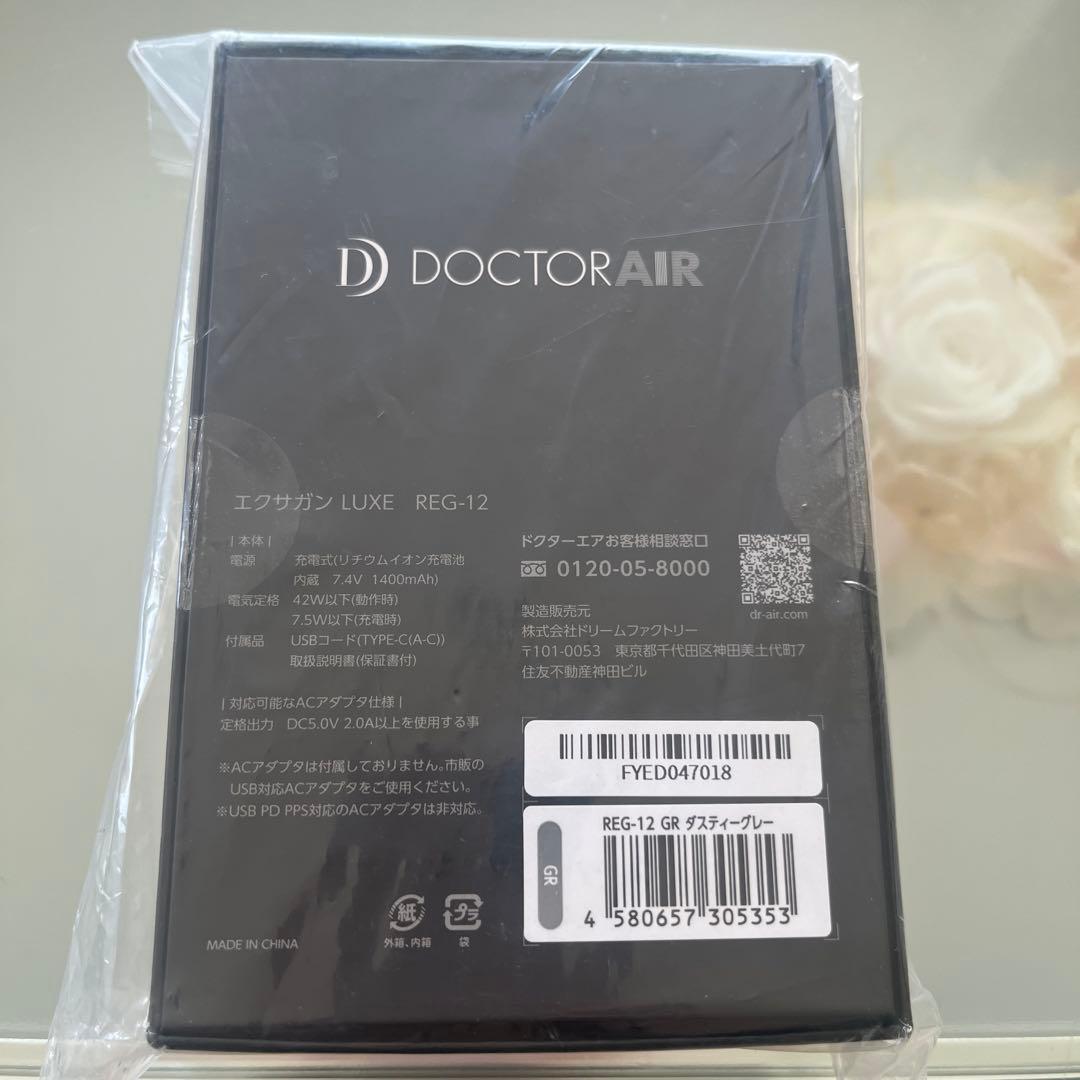 DOCTORAIR
エクサガン LUXE REG-12
|本体|
電源 充電式(リチウムイオン充電池
内蔵 7.4V 1400mAh)
電気定格 42W以下(動作時)
7.5W以下(充電時)
付属品 USBコード(TYPE-C(A-C))
取扱説明書(保証書付)
|対応可能なACアダプタ仕様|
定格出力 DC5.0V 2.0A以上を使用する事
※ACアダプタは付属しておりません。市販の
USB対応ACアダプタをご使用ください。
※USB PD PPS対応のACアダプタは非対応。
ドクターエアお客様相談窓口
0120-05-8000
dr-air.com
製造販売元
株式会社ドリームファクトリー
〒101-0053 東京都千代田区神田美土代町7
住友不動産神田ビル
FYED047018
REG-12 GR ダスティーグレー
GR
4 580657 305353
紙
外箱、内箱
プラ
袋
MADE IN CHINA